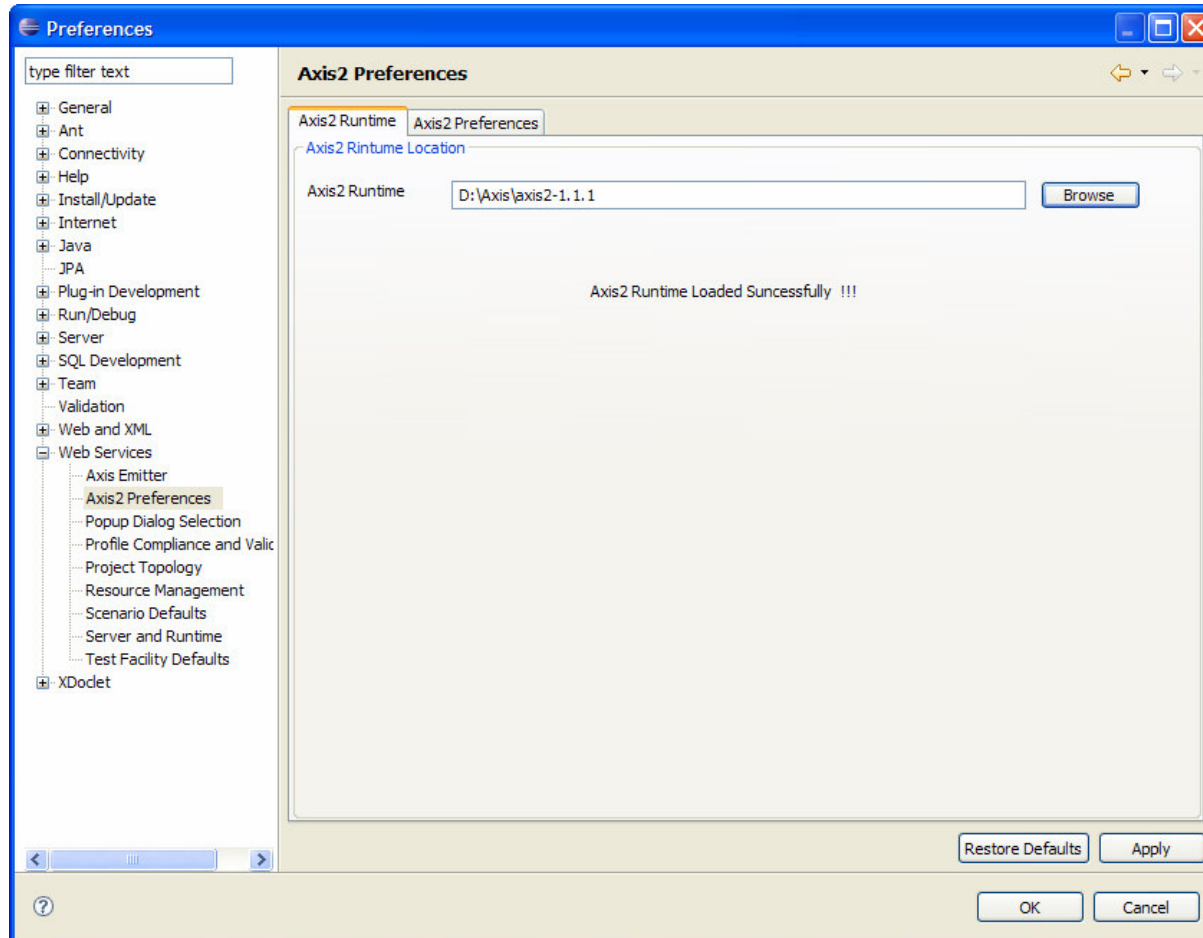 Preferences
type filter text
General
Ant
Connectivity
Help
Install/Update
Internet
Java
JPA
Plug-in Development
Run/Debug
Server
SQL Development
Team
Validation
Web and XML
Web Services
Axis Emitter
Axis2 Preferences
Popup Dialog Selection
Profile Compliance and Valic
Project Topology
Resource Management
Scenario Defaults
Server and Runtime
Test Facility Defaults
XDoclet
Axis2 Preferences
Axis2 Runtime Axis2 Preferences
Axis2 Rintume Location
Axis2 Runtime D:\Axis\axis2-1.1.1 Browse
Axis2 Runtime Loaded Suncessfully !!!
Restore Defaults Apply
OK Cancel